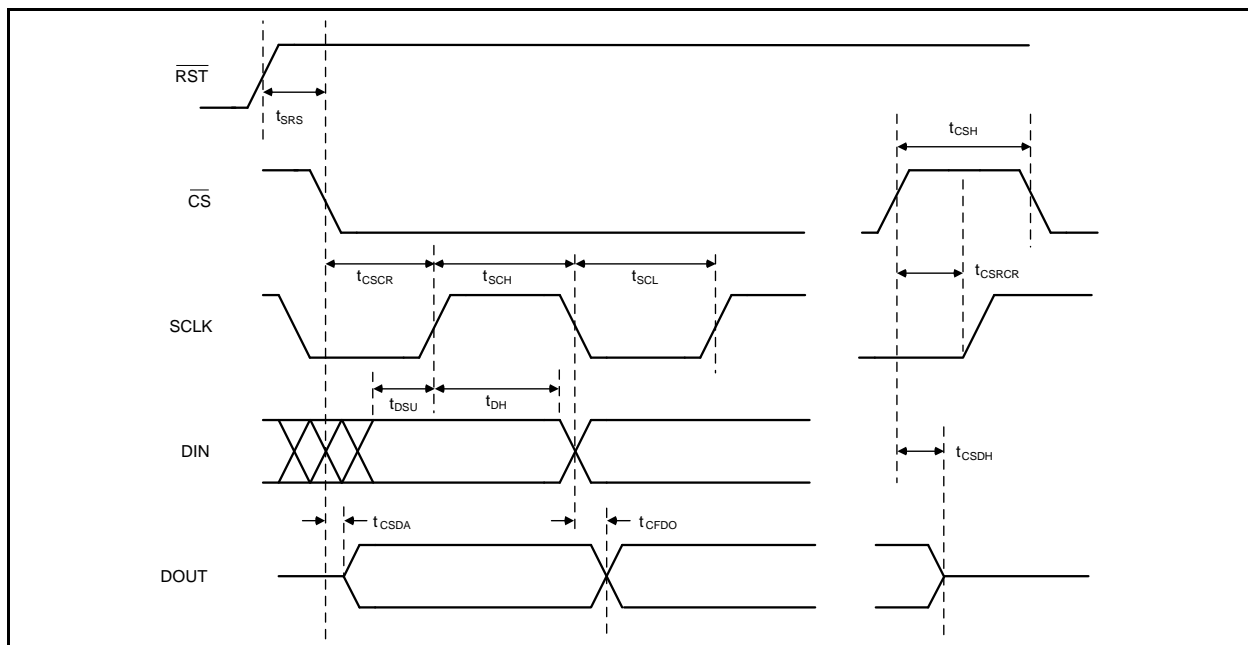 RST
tSRS
tCSH
CS
tCSCR
tSCH
tSCL
tCSRCR
SCLK
tDSU
tDH
DIN
tCSDH
tCSDA
tCFDO
DOUT